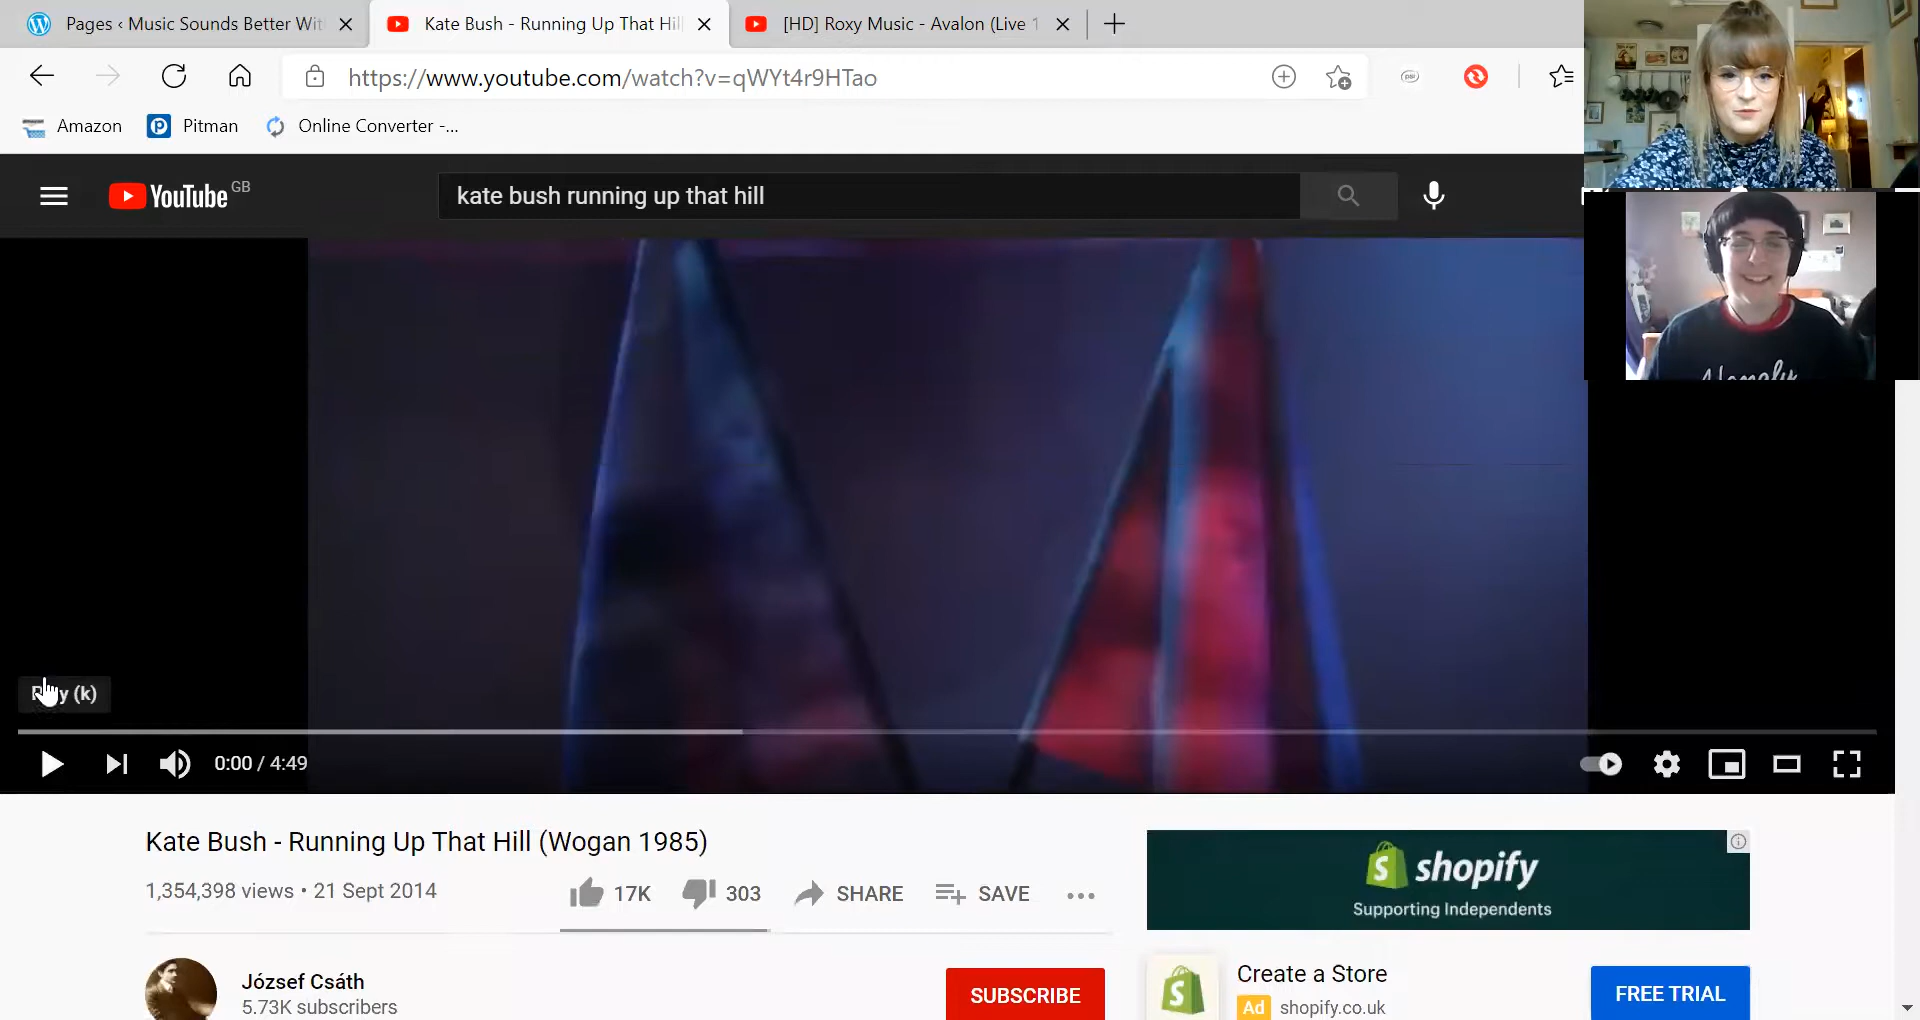 Pages ‹ Music Sounds Better Wit
Kate Bush - Running Up That Hil
[HD] Roxy Music - Avalon (Live 1
https://www.youtube.com/watch?v=qWYt4r9HTao
psi
Amazon
Pitman
Online Converter -...
YouTube GB
kate bush running up that hill
(k)
0:00 / 4:49
Kate Bush - Running Up That Hill (Wogan 1985)
1,354,398 views • 21 Sept 2014
17K
303
SHARE
SAVE
shopify
Supporting Independents
József Csáth
5.73K subscribers
SUBSCRIBE
Create a Store
Ad shopify.co.uk
FREE TRIAL